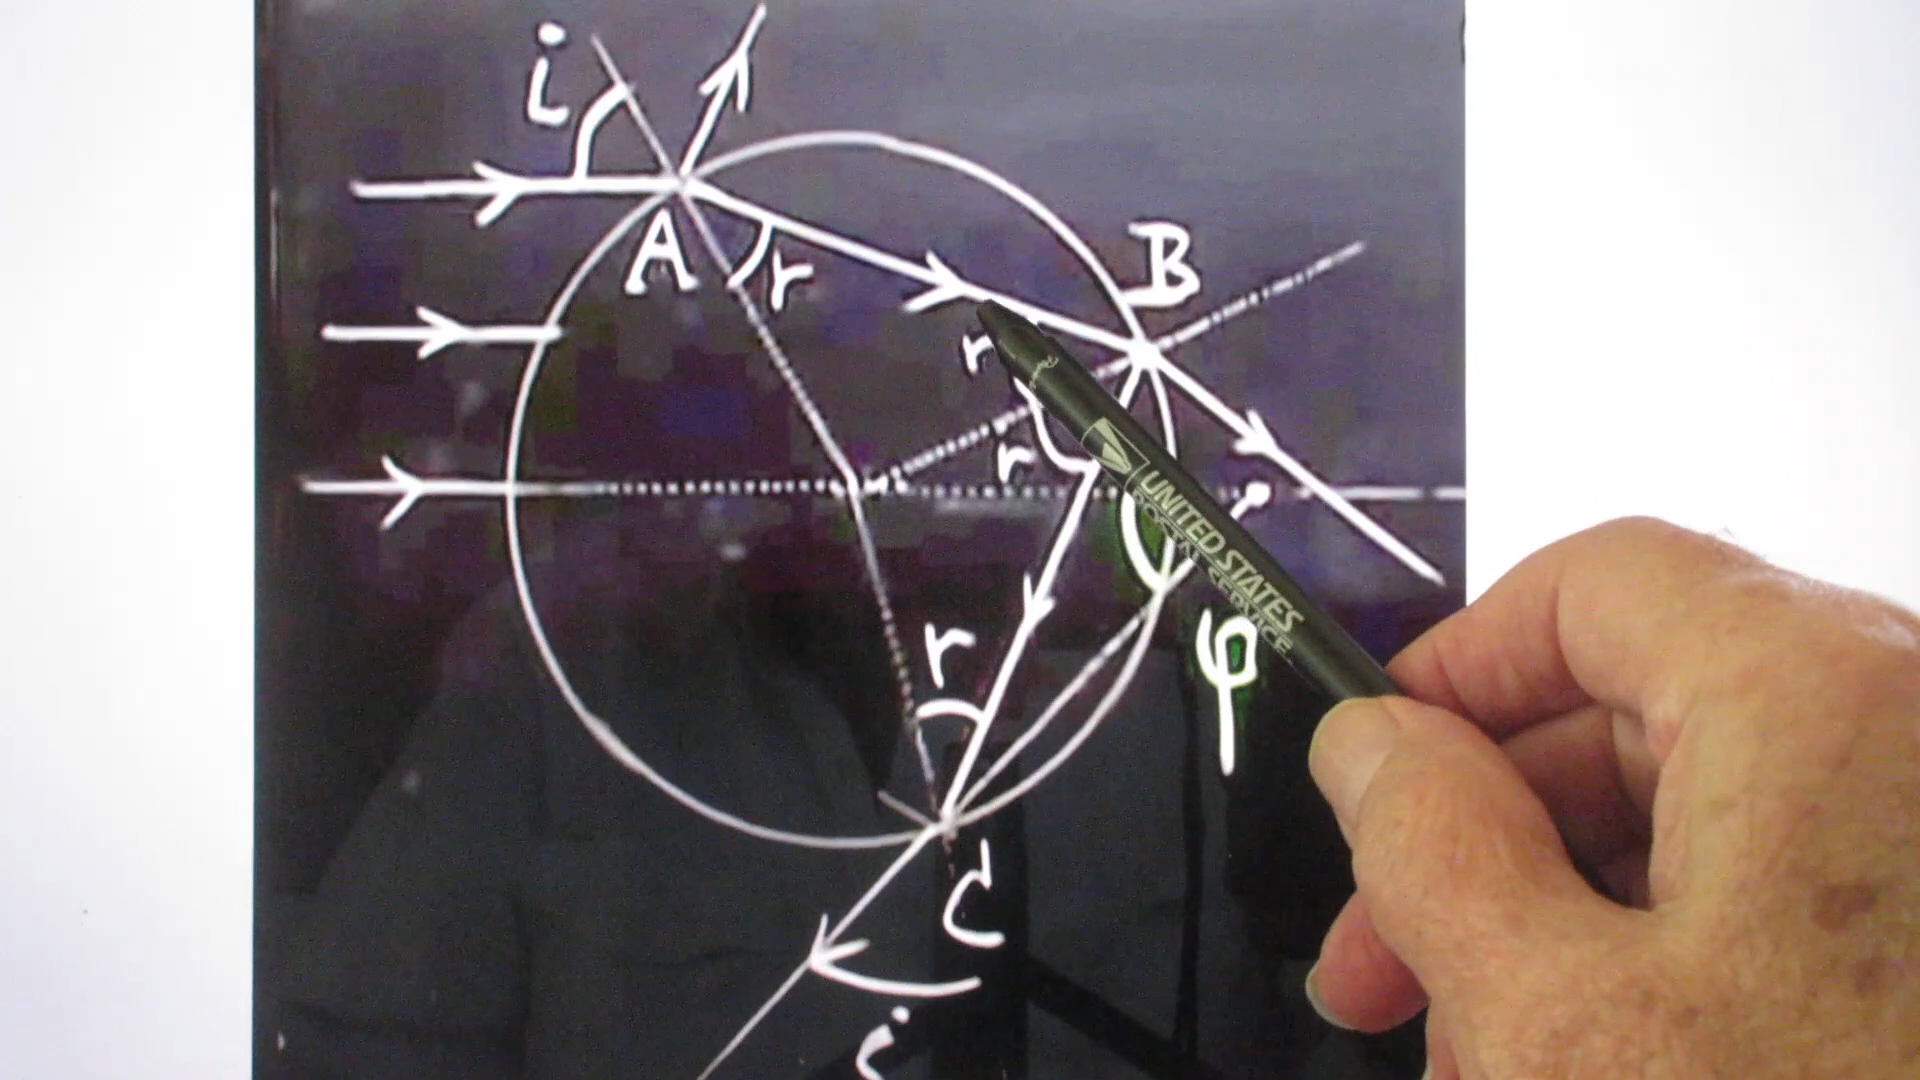 i
A
r
B
r
r
UNITED STATES
POSTAL SERVICE
r
φ
C
i